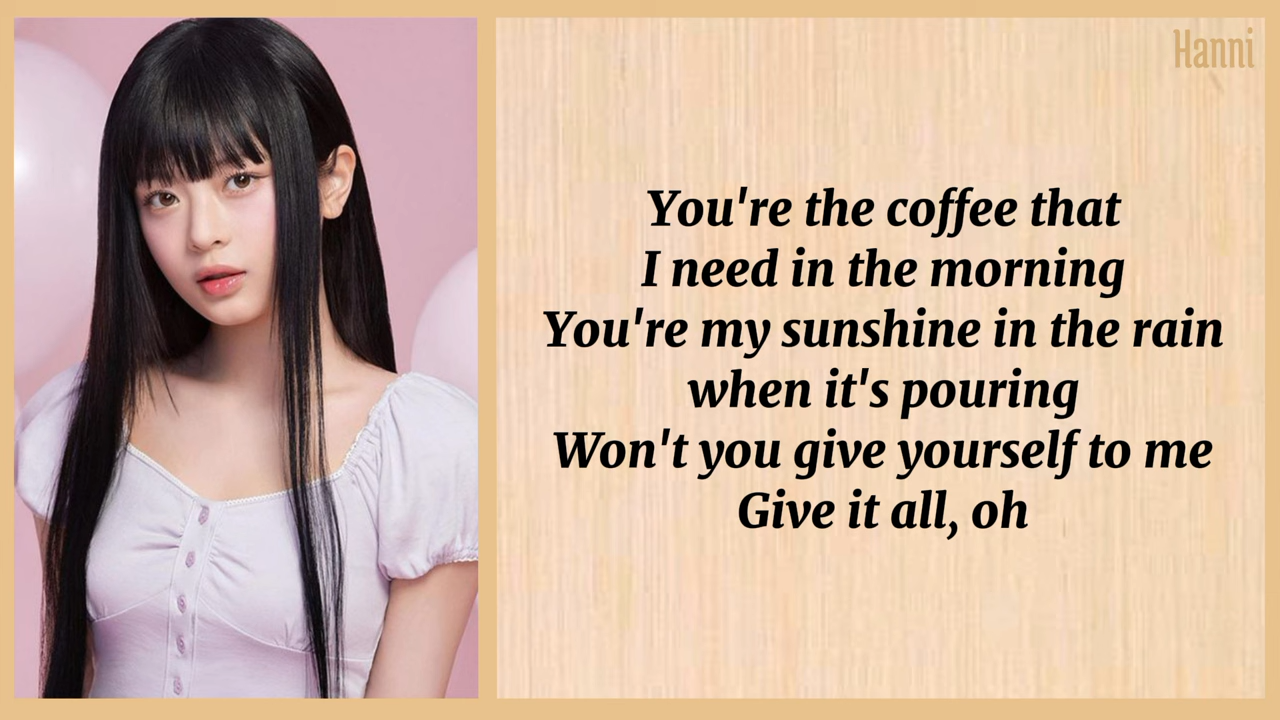 Hanni
You're the coffee that
I need in the morning
You're my sunshine in the rain
when it's pouring
Won't you give yourself to me
Give it all, oh